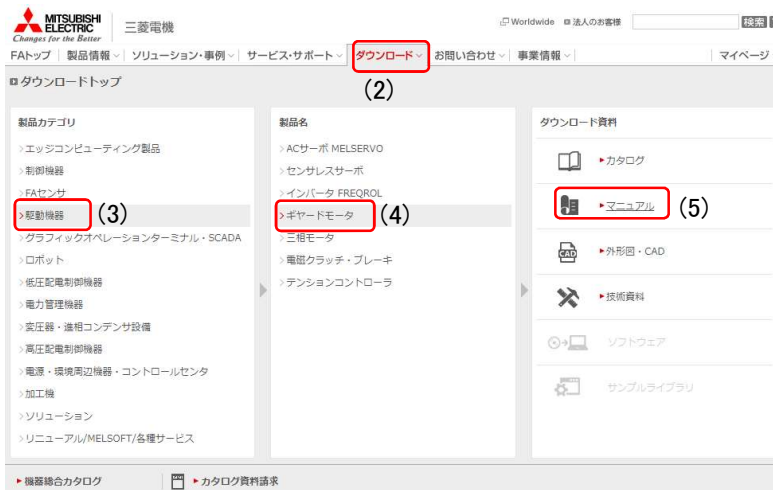 MITSUBISHI
ELECTRIC
Changes for the Better
三菱電機
Worldwide 法人のお客様 検索
FAトップ 製品情報 ソリューション・事例 サービス・サポート ダウンロード お問い合わせ 事業情報 マイページ
(2)
ダウンロードトップ
製品カテゴリ
エッジコンピューティング製品
制御機器
FAセンサ
駆動機器 (3)
グラフィックオペレーションターミナル・SCADA
ロボット
低圧配電制御機器
電力管理機器
変圧器・進相コンデンサ設備
高圧配電制御機器
電源・環境周辺機器・コントロールセンタ
加工機
ソリューション
リニューアル/MELSOFT/各種サービス
製品名
ACサーボ MELSERVO
センサレスサーボ
インバータ FREQROL
ギヤードモータ (4)
三相モータ
電磁クラッチ・ブレーキ
テンションコントローラ
ダウンロード資料
カタログ
マニュアル (5)
CAD 外形図・CAD
技術資料
ソフトウェア
サンプルライブラリ
機器総合カタログ カタログ資料請求